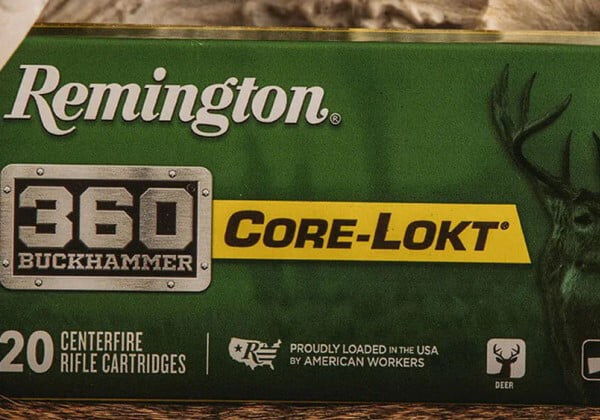 Remington®
360
BUCKHAMMER
CORE-LOKT®
20 CENTERFIRE
RIFLE CARTRIDGES
R
PROUDLY LOADED IN THE USA
BY AMERICAN WORKERS
DEER